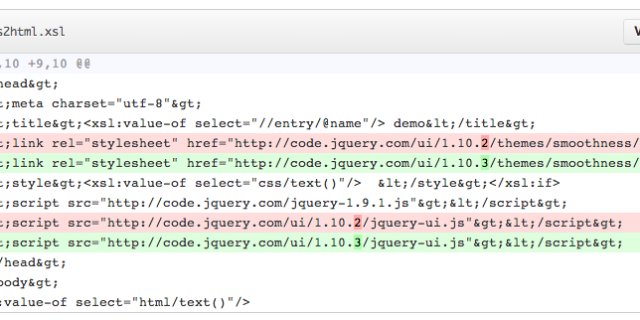 s2html.xsl
V
,10 +9,10 @@
head&gt;
t;meta charset="utf-8"&gt;
t;title&gt;<xsl:value-of select="//entry/@name"/> demo&lt;/title&gt;
t;link rel="stylesheet" href="http://code.jquery.com/ui/1.10.2/themes/smoothness/
t;link rel="stylesheet" href="http://code.jquery.com/ui/1.10.3/themes/smoothness/
t;style&gt;<xsl:value-of select="css/text()"/>  &lt;/style&gt;</xsl:if>
t;script src="http://code.jquery.com/jquery-1.9.1.js"&gt;&lt;/script&gt;
t;script src="http://code.jquery.com/ui/1.10.2/jquery-ui.js"&gt;&lt;/script&gt;
t;script src="http://code.jquery.com/ui/1.10.3/jquery-ui.js"&gt;&lt;/script&gt;
/head&gt;
body&gt;
:value-of select="html/text()"/>